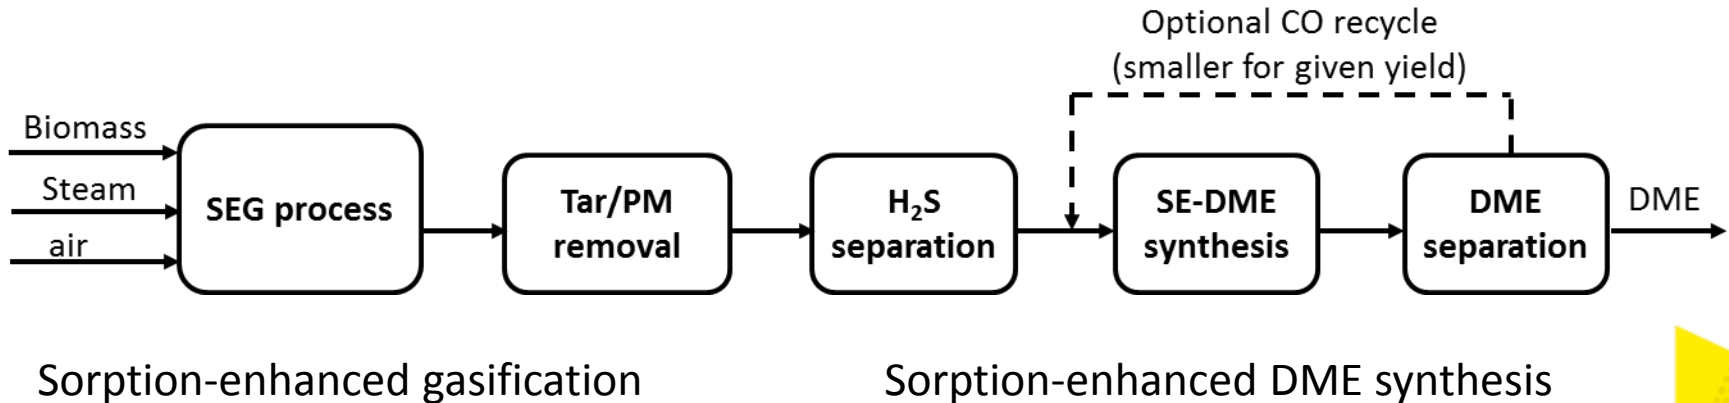 Optional CO recycle
(smaller for given yield)
Biomass
Steam
air
SEG process
Tar/PM
removal
H₂S
separation
SE-DME
synthesis
DME
separation
DME
Sorption-enhanced gasification
Sorption-enhanced DME synthesis